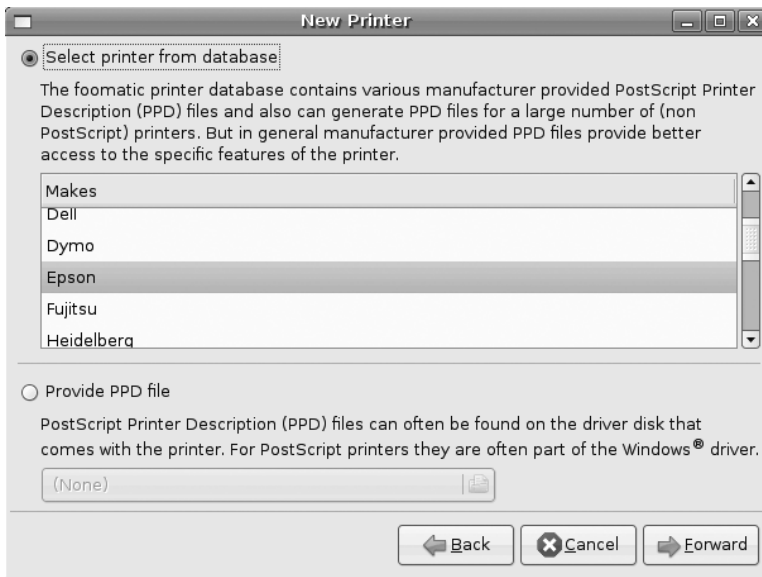 New Printer
Select printer from database
The foomatic printer database contains various manufacturer provided PostScript Printer
Description (PPD) files and also can generate PPD files for a large number of (non
PostScript) printers. But in general manufacturer provided PPD files provide better
access to the specific features of the printer.
Makes
Dell
Dymo
Epson
Fujitsu
Heidelberg
Provide PPD file
PostScript Printer Description (PPD) files can often be found on the driver disk that
comes with the printer. For PostScript printers they are often part of the Windows® driver.
(None)
Back Cancel Forward